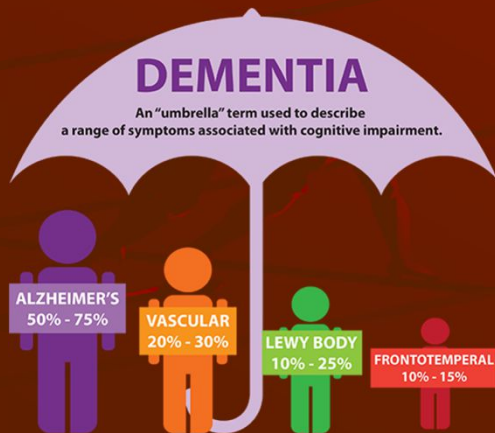 DEMENTIA
An "umbrella" term used to describe
a range of symptoms associated with cognitive impairment.
ALZHEIMER'S
50% - 75%
VASCULAR
20% - 30%
LEWY BODY
10% - 25%
FRONTOTEMPERAL
10% - 15%